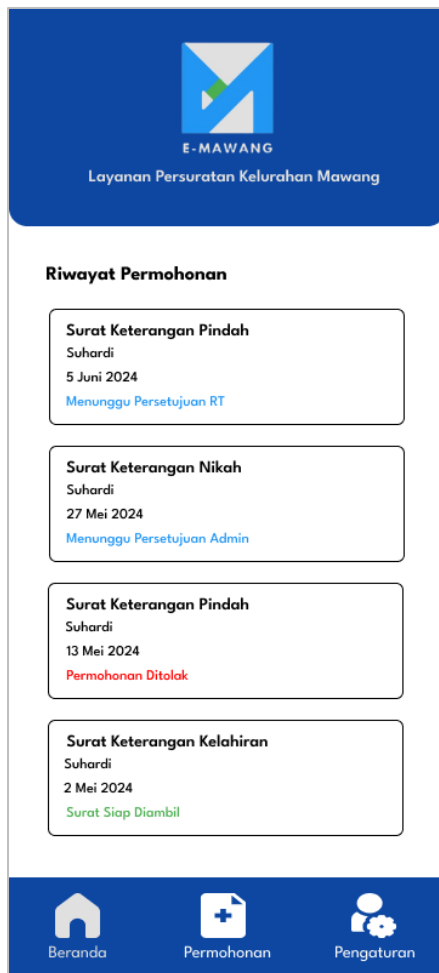 E-MAWANG
Layanan Persuratan Kelurahan Mawang
Riwayat Permohonan
Surat Keterangan Pindah
Suhardi
5 Juni 2024
Menunggu Persetujuan RT
Surat Keterangan Nikah
Suhardi
27 Mei 2024
Menunggu Persetujuan Admin
Surat Keterangan Pindah
Suhardi
13 Mei 2024
Permohonan Ditolak
Surat Keterangan Kelahiran
Suhardi
2 Mei 2024
Surat Siap Diambil
Beranda
Permohonan
Pengaturan